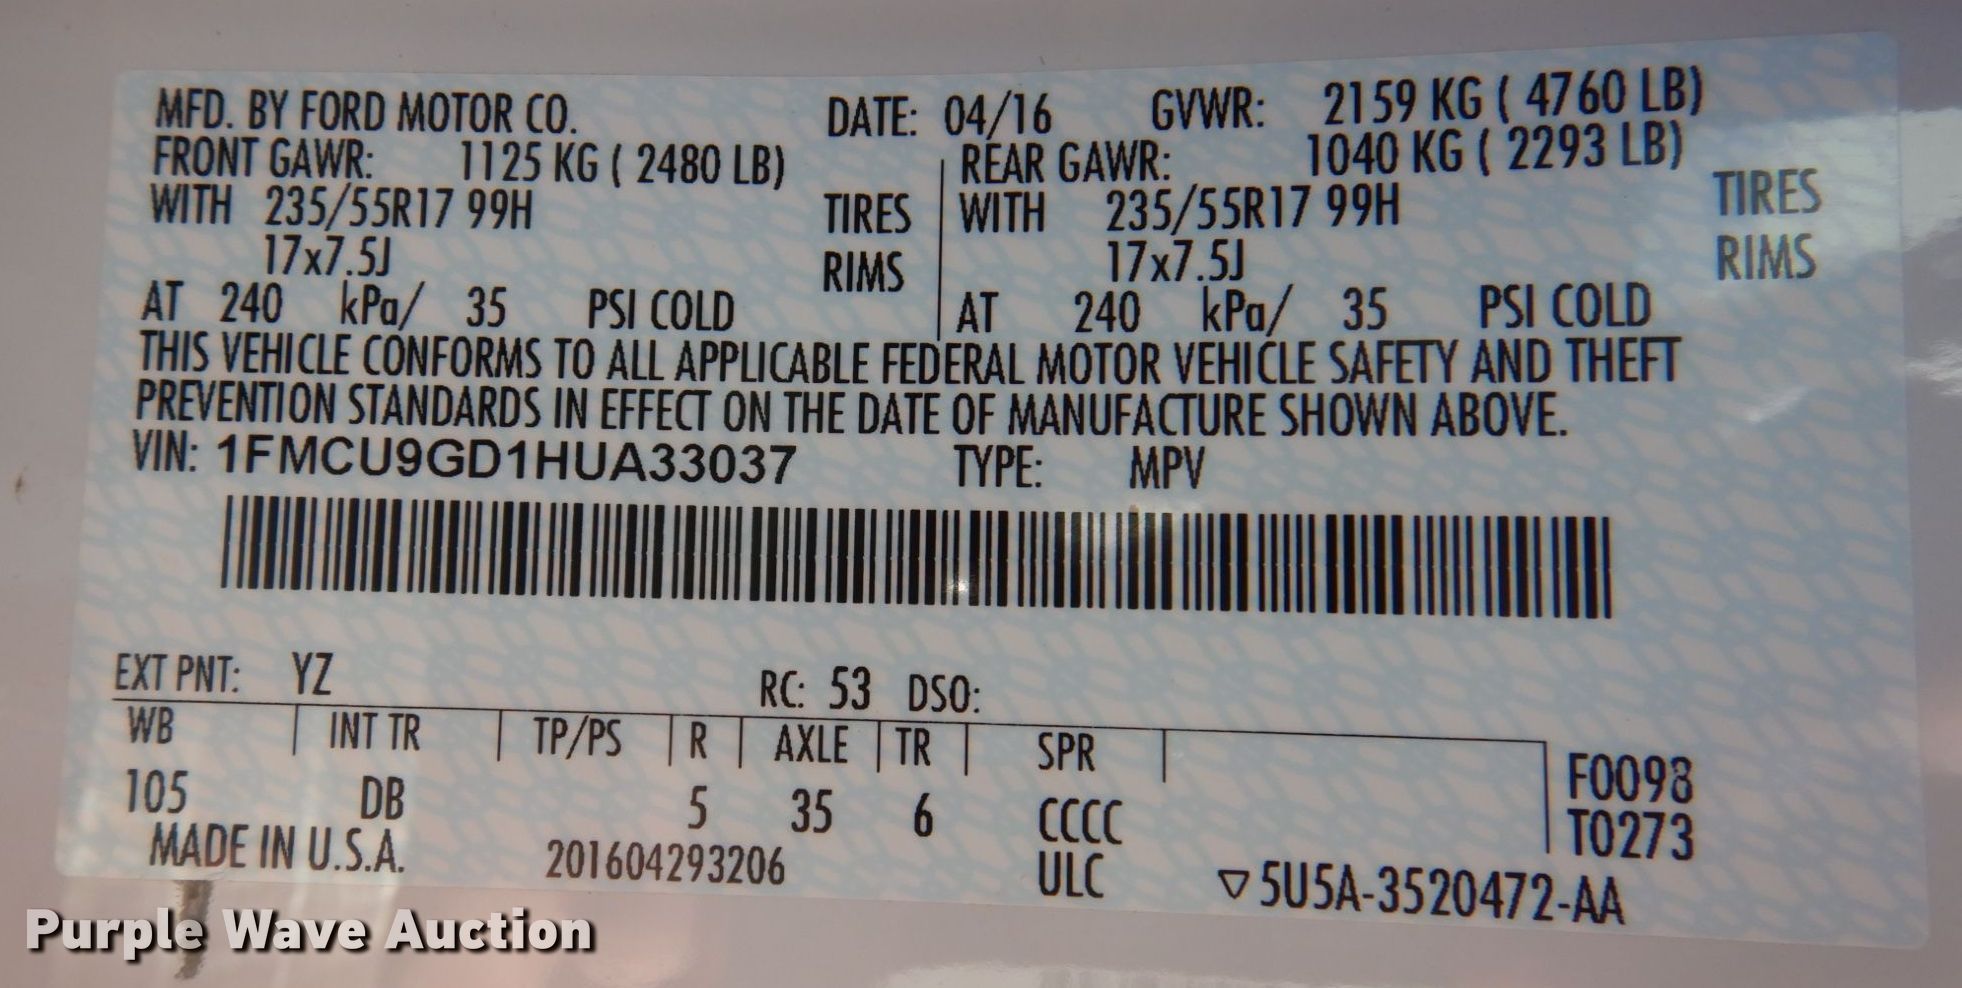 MFD. BY FORD MOTOR CO. DATE: 04/16 GVWR: 2159 KG ( 4760 LB)
FRONT GAWR: 1125 KG ( 2480 LB) REAR GAWR: 1040 KG ( 2293 LB)
WITH 235/55R17 99H TIRES WITH 235/55R17 99H TIRES
17x7.5J RIMS 17x7.5J RIMS
AT 240 kPa/ 35 PSI COLD AT 240 kPa/ 35 PSI COLD
THIS VEHICLE CONFORMS TO ALL APPLICABLE FEDERAL MOTOR VEHICLE SAFETY AND THEFT
PREVENTION STANDARDS IN EFFECT ON THE DATE OF MANUFACTURE SHOWN ABOVE.
VIN: 1FMCU9GD1HUA33037 TYPE: MPV
EXT PNT: YZ RC: 53 DSO:
WB INT TR TP/PS R AXLE TR SPR F0098
105 DB 5 35 6 CCCC T0273
MADE IN U.S.A. 201604293206 ULC ▽5U5A-3520472-AA
Purple Wave Auction